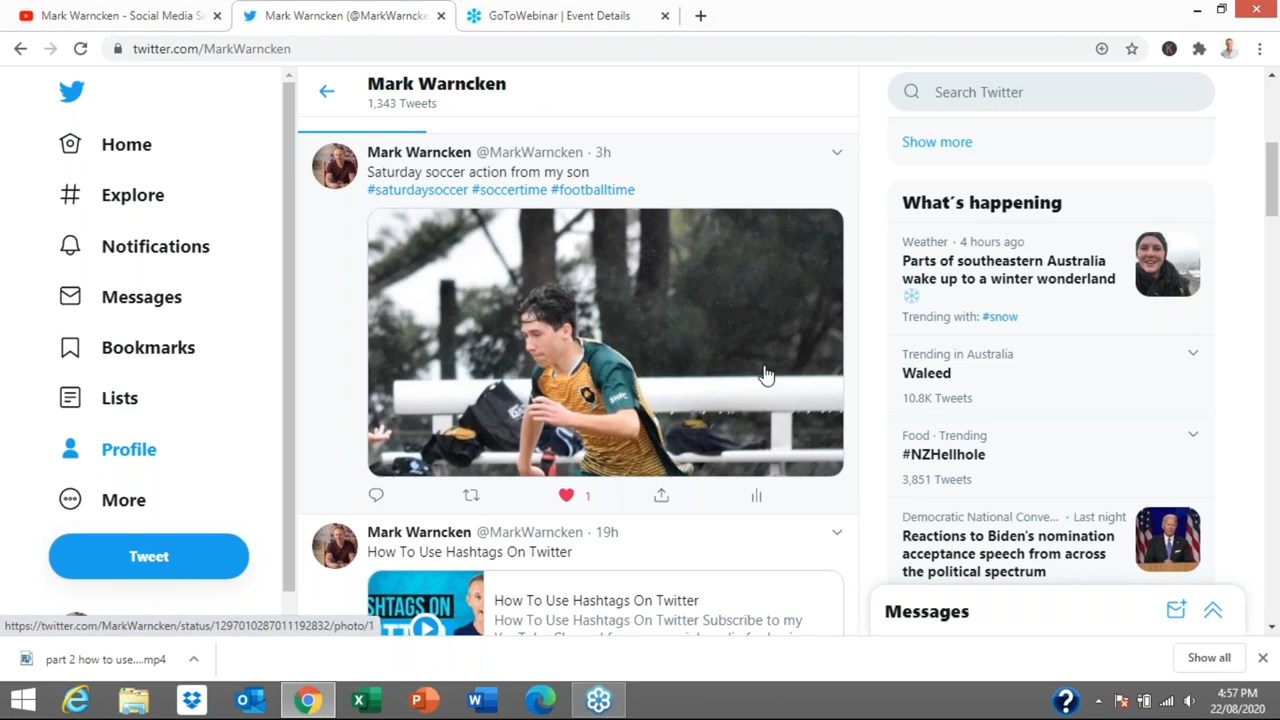 Mark Warncken - Social Media Se
Mark Warncken (@MarkWarncke
GoToWebinar | Event Details
twitter.com/MarkWarncken
K
Home
Explore
Notifications
Messages
Bookmarks
Lists
Profile
More
Tweet
https://twitter.com/MarkWarncken/status/1297010287011192832/photo/1
Mark Warncken
1,343 Tweets
Mark Warncken @MarkWarncken · 3h
Saturday soccer action from my son
#saturdaysoccer #soccertime #footballtime
1
Mark Warncken @MarkWarncken · 19h
How To Use Hashtags On Twitter
SHTAGS ON
How To Use Hashtags On Twitter
How To Use Hashtags On Twitter Subscribe to my
Search Twitter
Show more
What´s happening
Weather · 4 hours ago
Parts of southeastern Australia
wake up to a winter wonderland
Trending with: #snow
Trending in Australia
Waleed
10.8K Tweets
Food · Trending
#NZHellhole
3,851 Tweets
Democratic National Conve... · Last night
Reactions to Biden's nomination
acceptance speech from across
the political spectrum
Messages
part 2 how to use....mp4
Show all
4:57 PM
22/08/2020